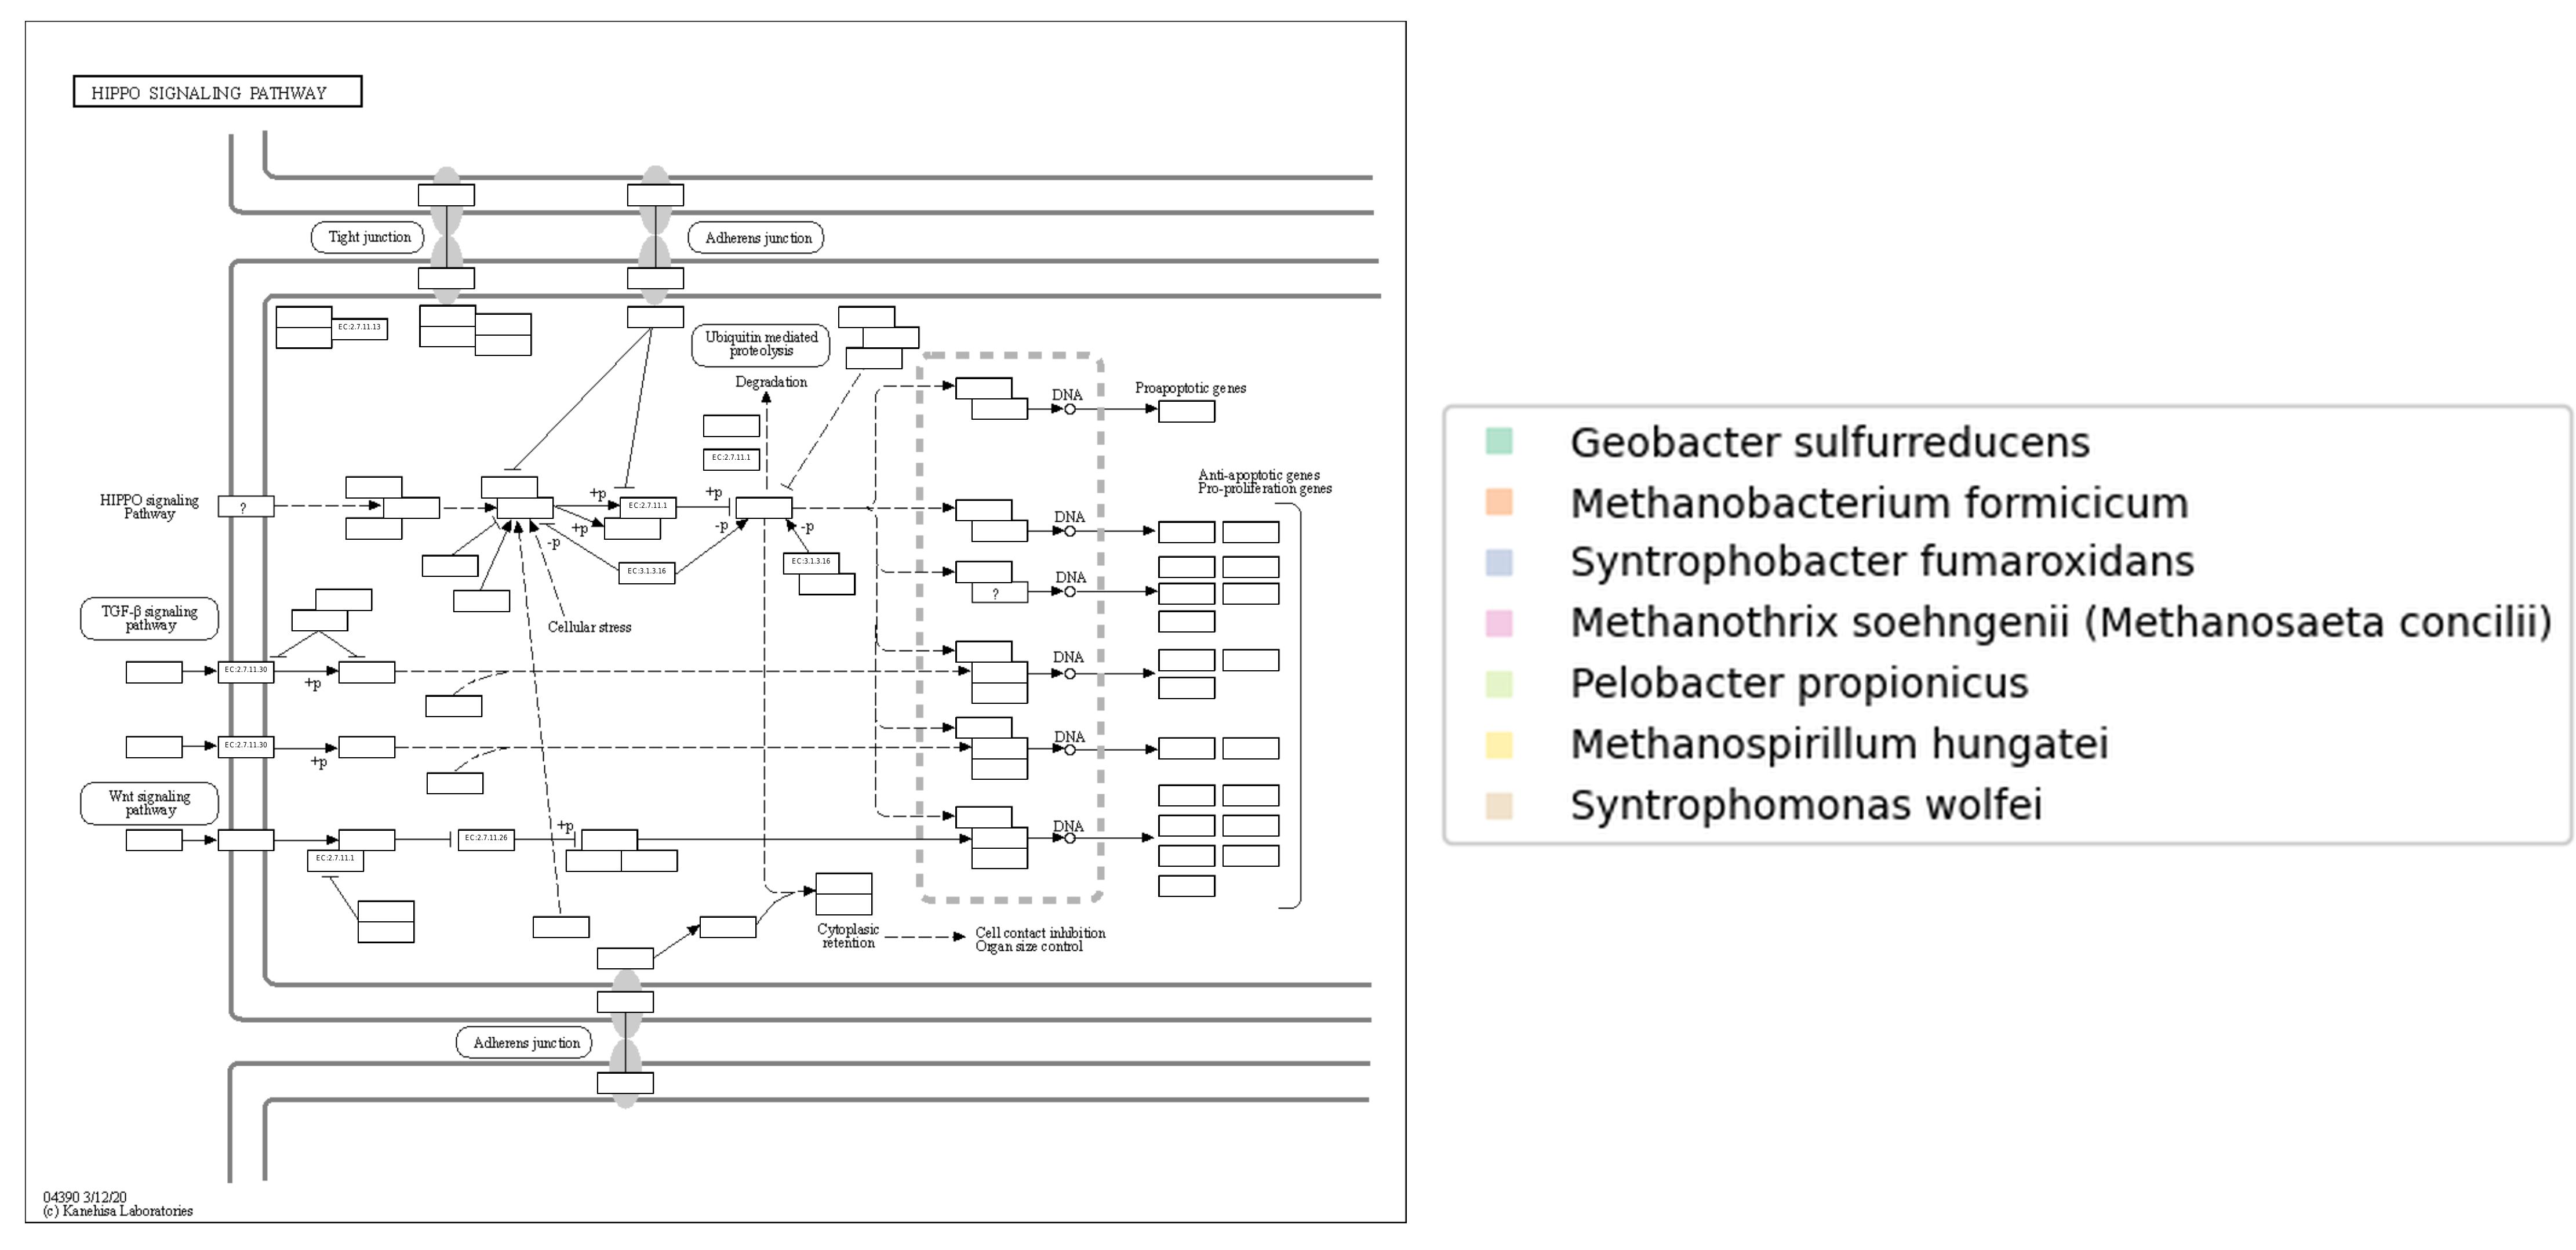 HIPPO SIGNALING PATHWAY
Tight junction
Adherens junction
EC:2.7.11.13
Ubiquitin mediated
proteolysis
Degradation
DNA
Proapoptotic genes
EC:2.7.11.1
Anti-apoptotic genes
Pro-proliferation genes
HIPPO signaling
Pathway
?
+p
EC:2.7.11.1
+p
-p
-p
+p
-p
EC:3.1.3.16
EC:3.1.3.16
DNA
DNA
?
TGF-β signaling
pathway
Cellular stress
EC:2.7.11.30
+p
DNA
EC:2.7.11.30
+p
DNA
Wnt signaling
pathway
EC:2.7.11.26
+p
DNA
EC:2.7.11.1
Cytoplasic
retention
Cell contact inhibition
Organ size control
Adherens junction
04390 3/12/20
(c) Kanehisa Laboratories
Geobacter sulfurreducens
Methanobacterium formicicum
Syntrophobacter fumaroxidans
Methanothrix soehngenii (Methanosaeta concilii)
Pelobacter propionicus
Methanospirillum hungatei
Syntrophomonas wolfei